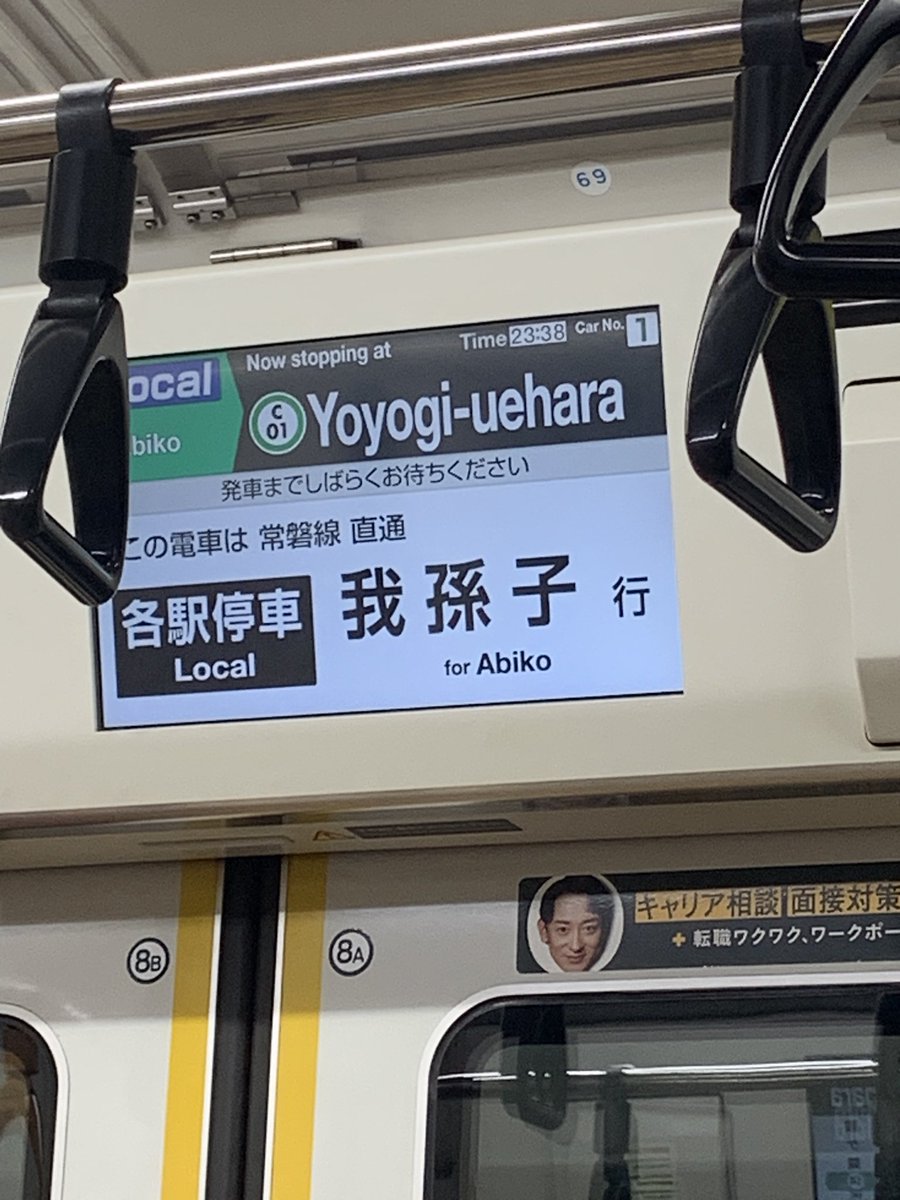 69
Now stopping at
Time 23:38
Car No. 1
ocal
C
01
Yoyogi-uehara
biko
発車までしばらくお待ちください
この電車は 常磐線 直通
各駅停車
Local
我孫子 行
for Abiko
8B
8A
キャリア相談 面接対策
転職ワクワク、ワークポー